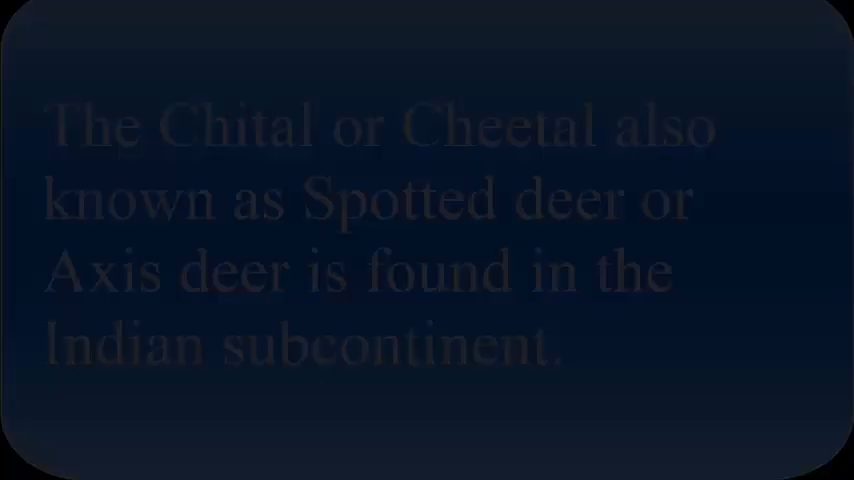 The Chital or Cheetal also
known as Spotted deer or
Axis deer is found in the
Indian subcontinent.